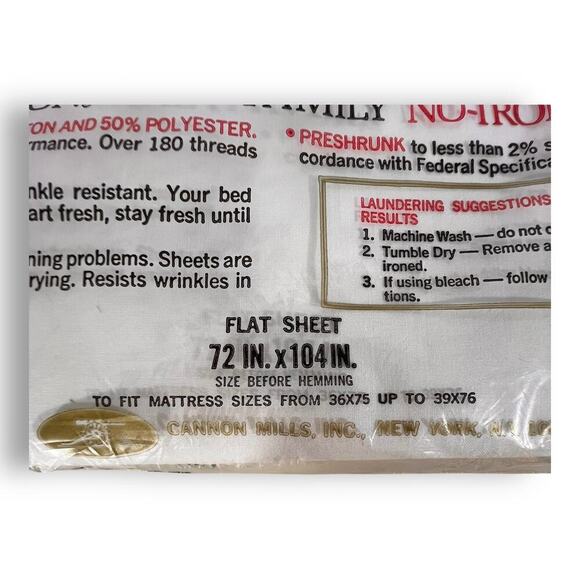 FAMILY NO-IRO
ON AND 50% POLYESTER.
rmance. Over 180 threads
nkle resistant. Your bed
art fresh, stay fresh until
ning problems. Sheets are
rying. Resists wrinkles in
• PRESHRUNK to less than 2% s
cordance with Federal Specifica
LAUNDERING SUGGESTIONS
RESULTS
1. Machine Wash — do not o
2. Tumble Dry — Remove a
ironed.
3. If using bleach — follow
tions.
FLAT SHEET
72 IN. x 104 IN.
SIZE BEFORE HEMMING
TO FIT MATTRESS SIZES FROM 36X75 UP TO 39X76
CANNON MILLS, INC., NEW YORK, N.Y.